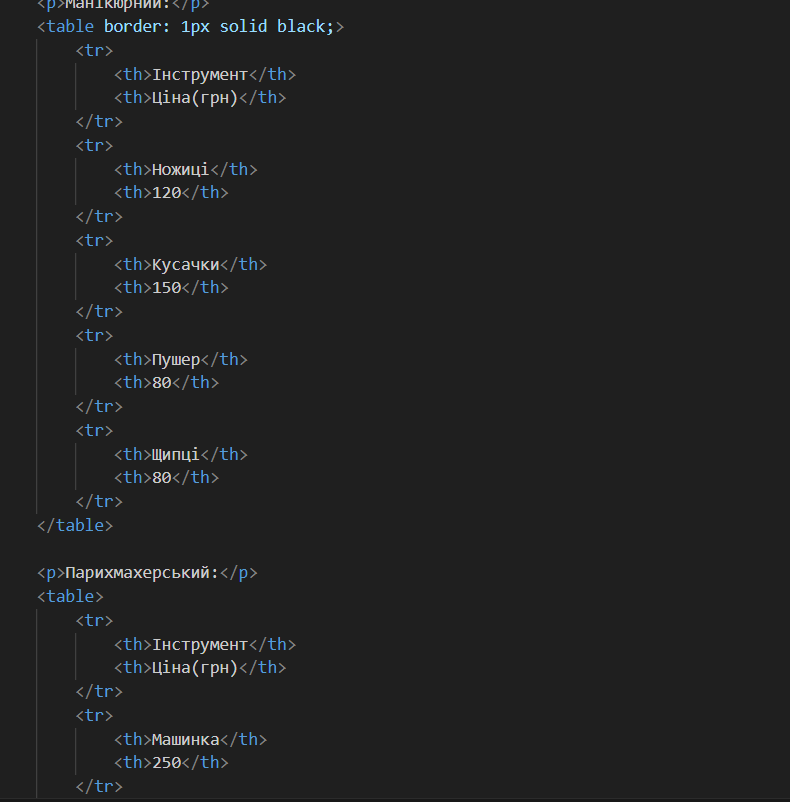 <p>Манікюрний:</p>
<table border: 1px solid black;>
<tr>
<th>Інструмент</th>
<th>Ціна(грн)</th>
</tr>
<tr>
<th>Ножиці</th>
<th>120</th>
</tr>
<tr>
<th>Кусачки</th>
<th>150</th>
</tr>
<tr>
<th>Пушер</th>
<th>80</th>
</tr>
<tr>
<th>Щипці</th>
<th>80</th>
</tr>
</table>
<p>Парихмахерський:</p>
<table>
<tr>
<th>Інструмент</th>
<th>Ціна(грн)</th>
</tr>
<tr>
<th>Машинка</th>
<th>250</th>
</tr>